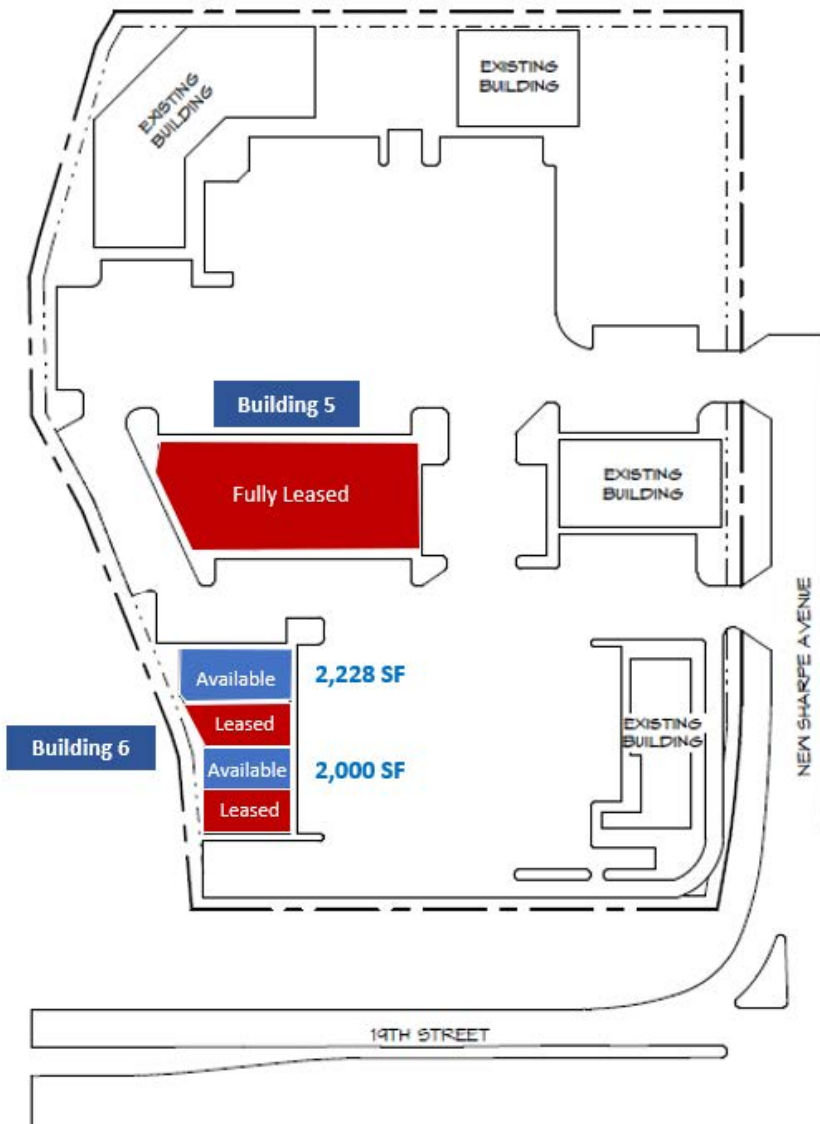 EXISTING
BUILDING
EXISTING
BUILDING
Building 5
Fully Leased
EXISTING
BUILDING
Available
2,228 SF
Leased
Building 6
Available
2,000 SF
Leased
EXISTING
BUILDING
NEW SHARPE AVENUE
19TH STREET